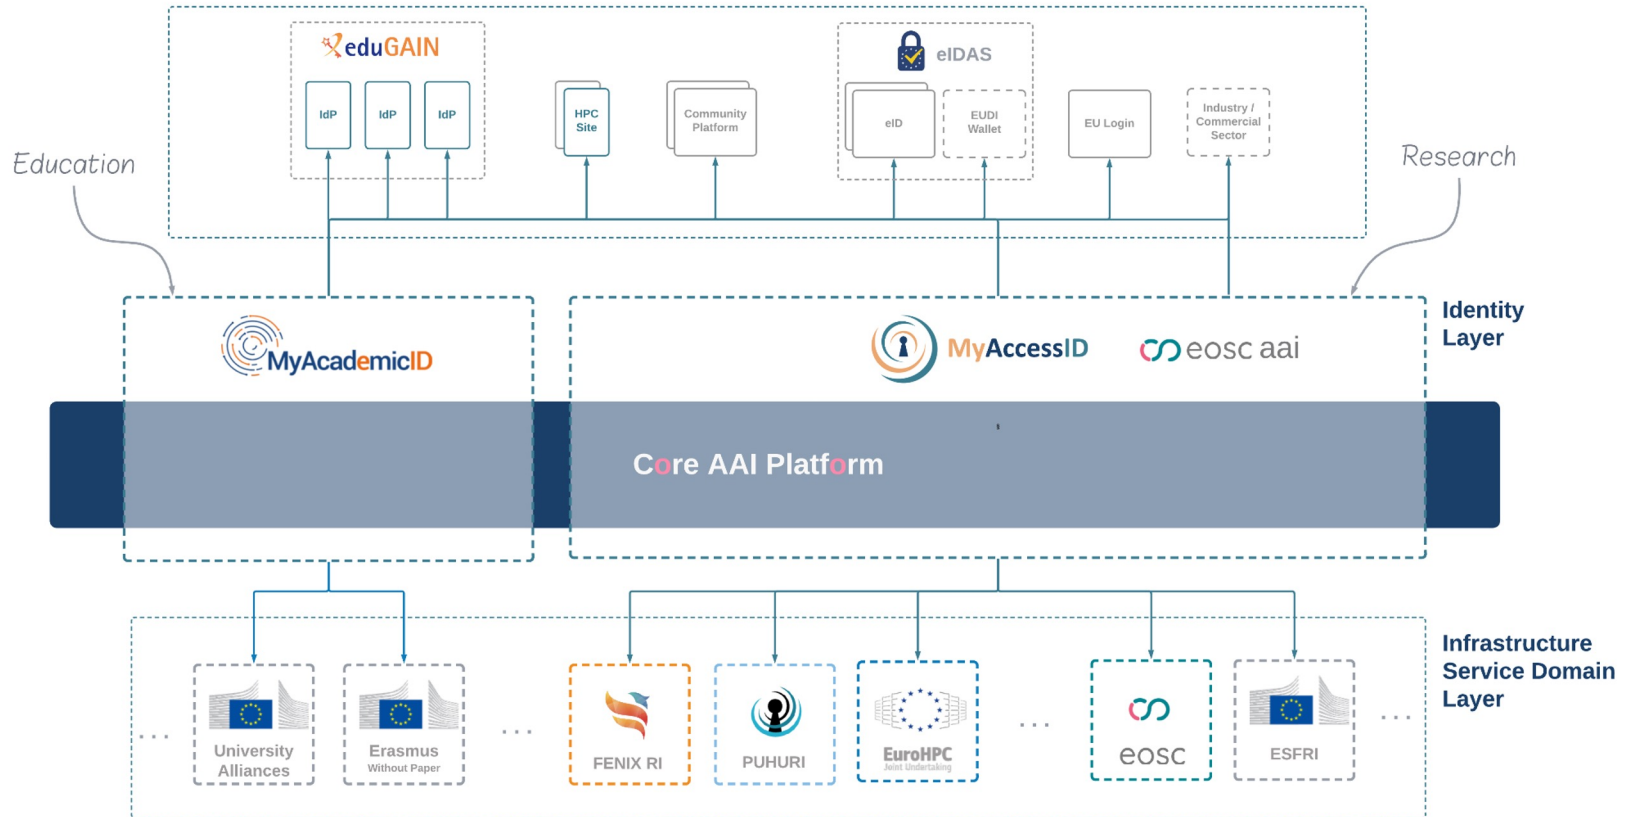 eduGAIN
eIDAS
IdP
IdP
IdP
HPC
Site
Community
Platform
eID
EUDI
Wallet
EU Login
Industry /
Commercial
Sector
Education
Research
MyAcademicID
MyAccessID
eosc aai
Identity
Layer
Core AAI Platform
Infrastructure
Service Domain
Layer
...
University
Alliances
Erasmus
Without Paper
...
FENIX RI
PUHURI
EuroHPC
Joint Undertaking
...
eosc
ESFRI
...